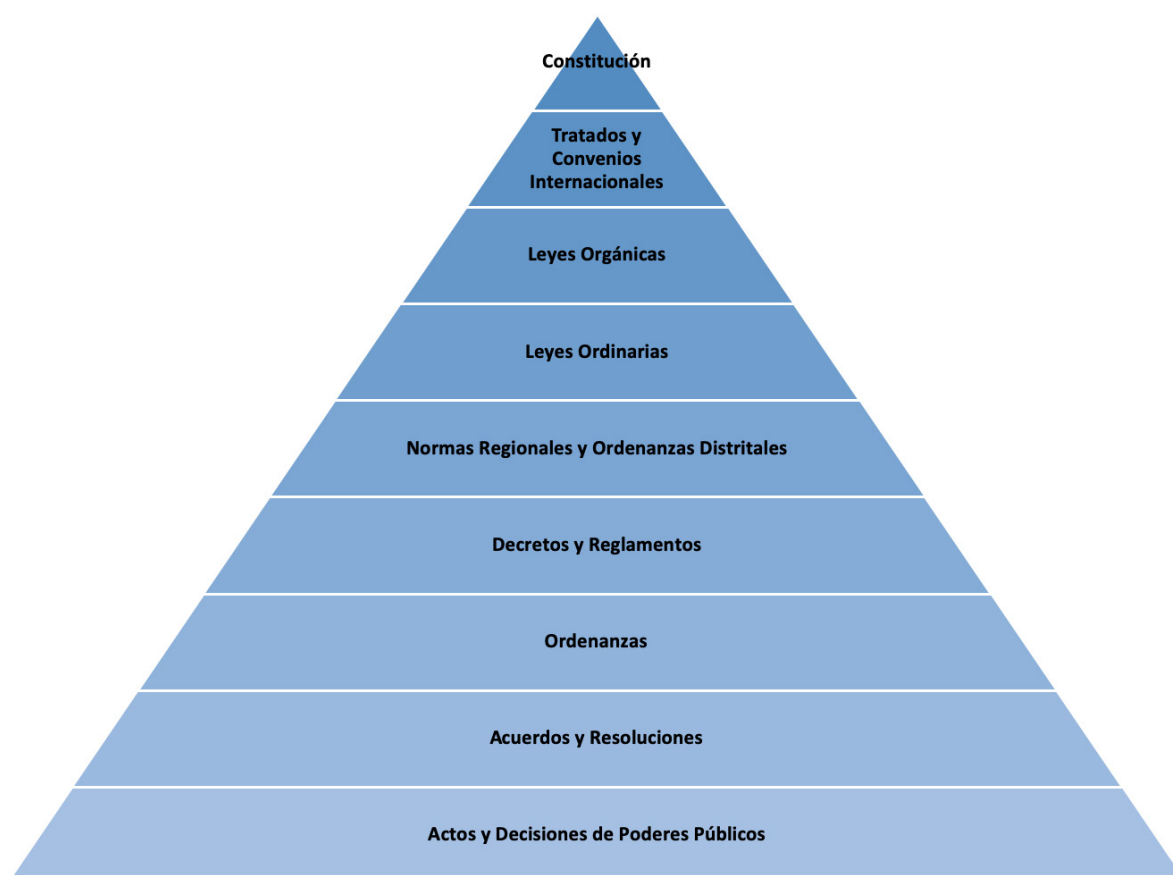 Constitución
Tratados y
Convenios
Internacionales
Leyes Orgánicas
Leyes Ordinarias
Normas Regionales y Ordenanzas Distritales
Decretos y Reglamentos
Ordenanzas
Acuerdos y Resoluciones
Actos y Decisiones de Poderes Públicos